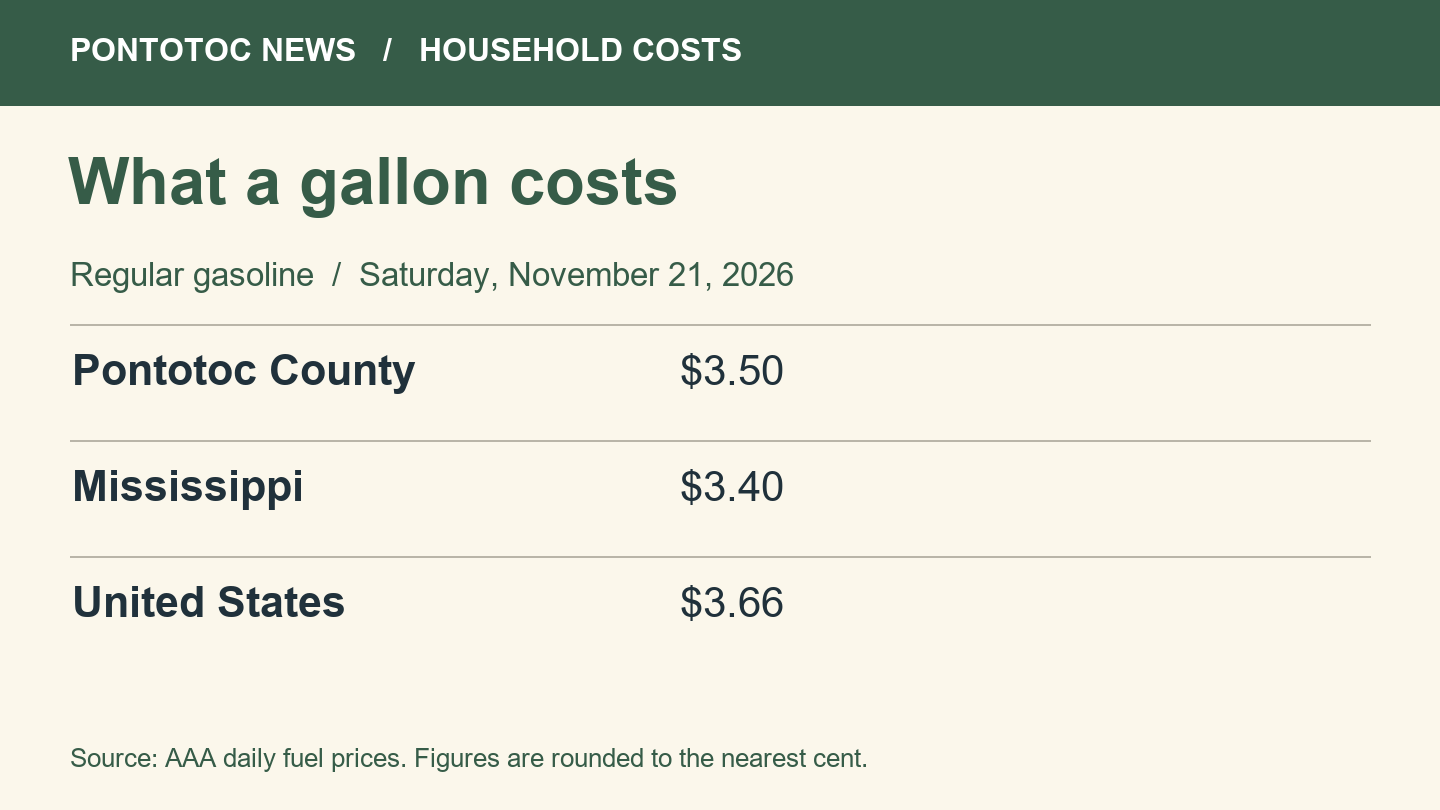 PONTOTOC NEWS / HOUSEHOLD COSTS
What a gallon costs
Regular gasoline / Saturday, November 21, 2026
Pontotoc County $3.50
Mississippi $3.40
United States $3.66
Source: AAA daily fuel prices. Figures are rounded to the nearest cent.